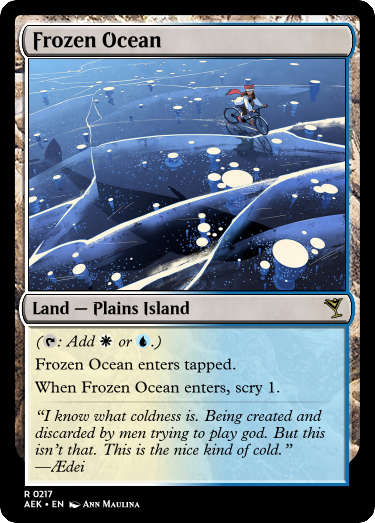 Frozen Ocean
Land — Plains Island
(: Add or .)
Frozen Ocean enters tapped.
When Frozen Ocean enters, scry 1.
“I know what coldness is. Being created and
discarded by men trying to play god. But this
isn't that. This is the nice kind of cold.”
—Ædei
R 0217
AEK • EN Ann Maulina